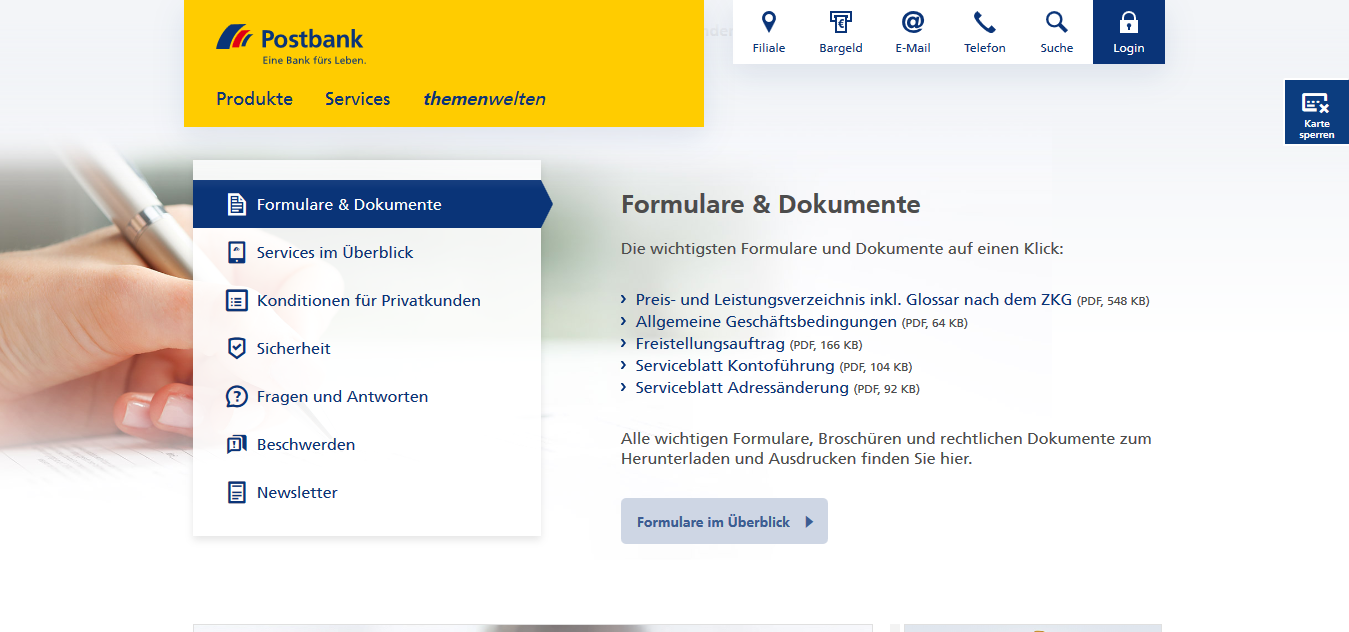 Postbank
Eine Bank fürs Leben.
Produkte Services themenwelten
Filiale Bargeld E-Mail Telefon Suche Login
Karte
sperren
Formulare & Dokumente
Services im Überblick
Konditionen für Privatkunden
Sicherheit
Fragen und Antworten
Beschwerden
Newsletter
Formulare & Dokumente
Die wichtigsten Formulare und Dokumente auf einen Klick:
Preis- und Leistungsverzeichnis inkl. Glossar nach dem ZKG (PDF, 548 KB)
Allgemeine Geschäftsbedingungen (PDF, 64 KB)
Freistellungsauftrag (PDF, 166 KB)
Serviceblatt Kontoführung (PDF, 104 KB)
Serviceblatt Adressänderung (PDF, 92 KB)
Alle wichtigen Formulare, Broschüren und rechtlichen Dokumente zum
Herunterladen und Ausdrucken finden Sie hier.
Formulare im Überblick